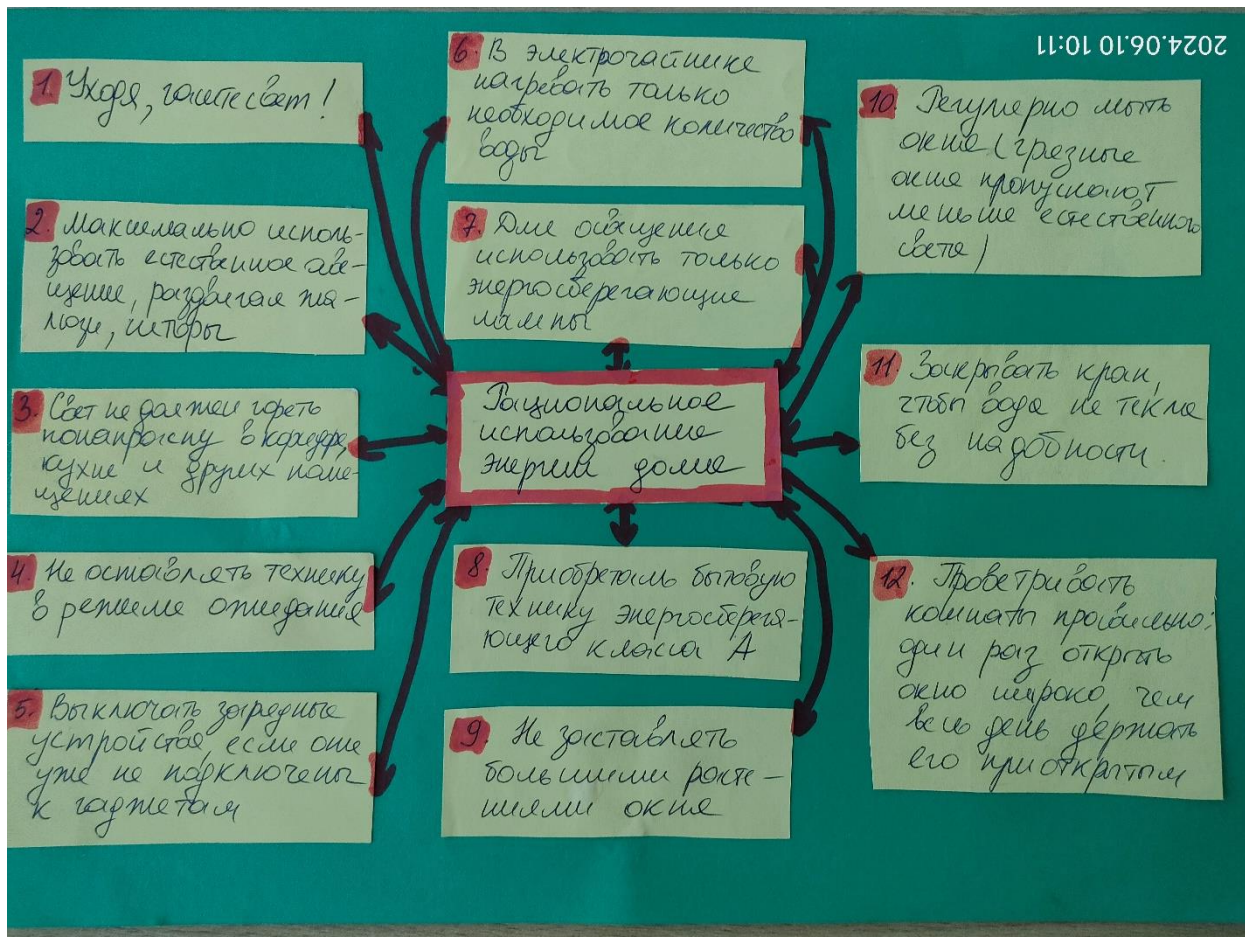 1. Уходя, гасите свет!
2. Максимально исполь-
зовать естественное осве-
щение, раздвигая жа-
люзи, шторы
3. Свет не должен гореть
понапрасну в коридоре,
кухне и других поме-
щениях
4. Не оставлять технику
в режиме ожидания
5. Выключать зарядные
устройства, если они
уже не подключены
к гаджетам
6. В электрочайнике
нагревать только
необходимое количество
воды
7. Для освещения
использовать только
энергосберегающие
лампы
Рациональное
использование
энергии дома
8. Приобретать бытовую
технику энергосберега-
ющего класса А
9. Не заставлять
большими расте-
ниями окна
2024.06.10 10:11
10. Регулярно мыть
окна (грязные
окна пропускают
меньше естественного
света)
11. Закрывать кран,
чтобы вода не текла
без надобности.
12. Проветривать
комнаты правильно:
один раз открыть
окно широко, чем
весь день держать
его приоткрытым